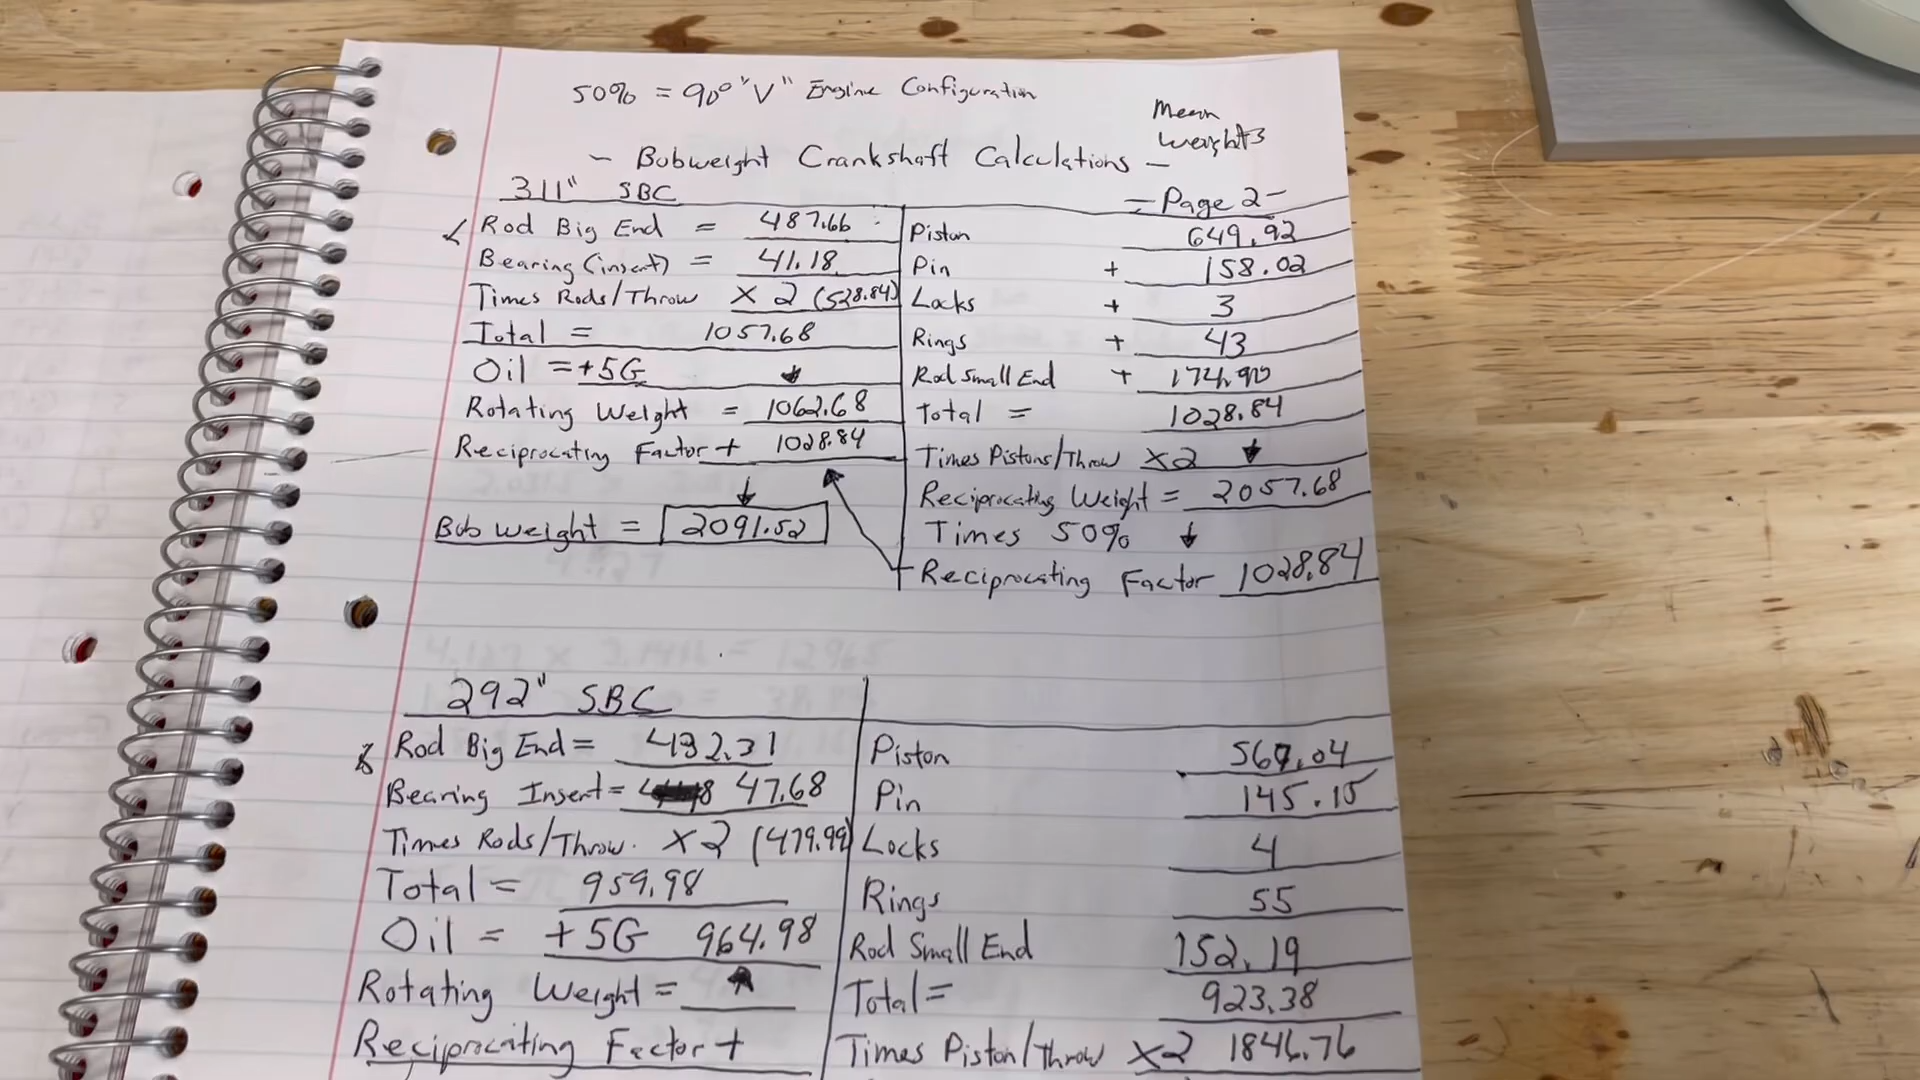 50% = 90° "V" Engine Configuration
Mean
weights
- Bobweight Crankshaft Calculations -
311" SBC
= Page 2 -
Rod Big End = 487.66
Bearing (insert) = 41.18
Times Rods/Throw X 2 (528.84)
Total = 1057.68
Oil = +5G
Rotating Weight = 1062.68
Reciprocating Factor + 1028.84
Bob weight = 2091.52
Piston 649.92
Pin + 158.02
Locks + 3
Rings + 43
Rod Small End + 174.90
Total = 1028.84
Times Pistons/Throw X2
Reciprocating Weight = 2057.68
Times 50%
Reciprocating Factor 1028.84
292" SBC
Rod Big End = 432.31
Bearing Insert = 47.68
Times Rods/Throw. X2 (479.99)
Total = 959.98
Oil = +5G 964.98
Rotating Weight =
Reciprocating Factor +
Piston 567.04
Pin 145.15
Locks 4
Rings 55
Rod Small End 152.19
Total = 923.38
Times Piston/Throw X2 1846.76